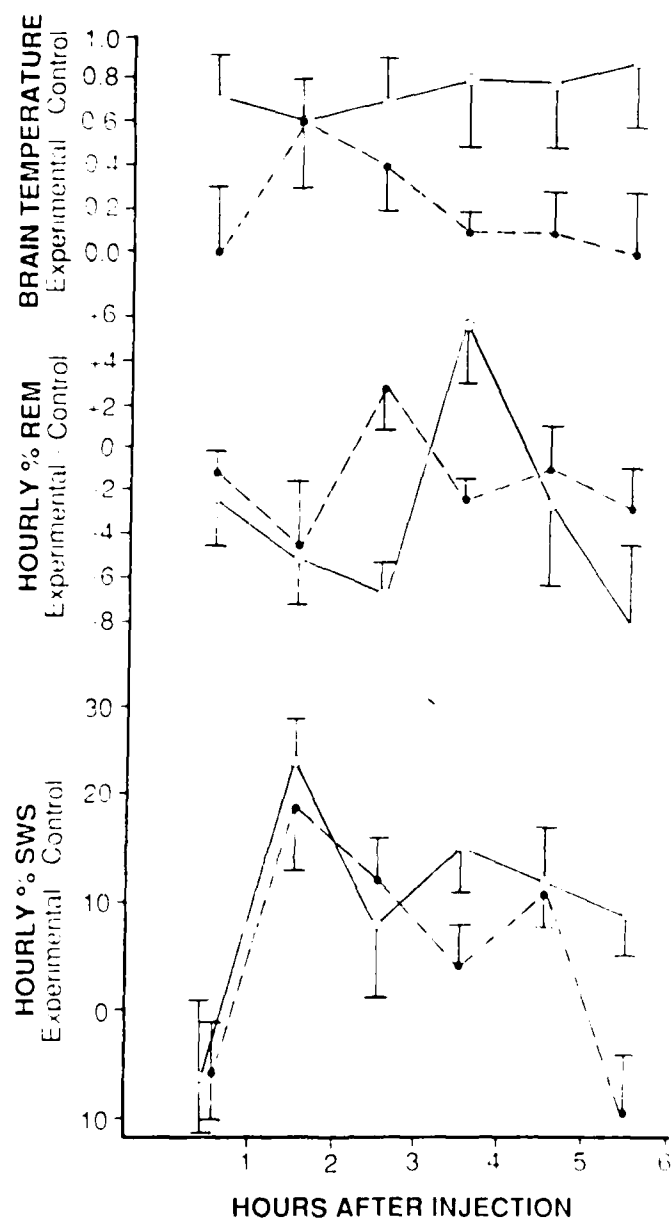 BRAIN TEMPERATURE
Experimental Control
1.0
0.8
0.6
0.4
0.2
0.0
HOURLY % REM
Experimental - Control
+6
+4
+2
0
-2
-4
-6
-8
HOURLY % SWS
Experimental Control
30
20
10
0
10
1 2 3 4 5 6
HOURS AFTER INJECTION